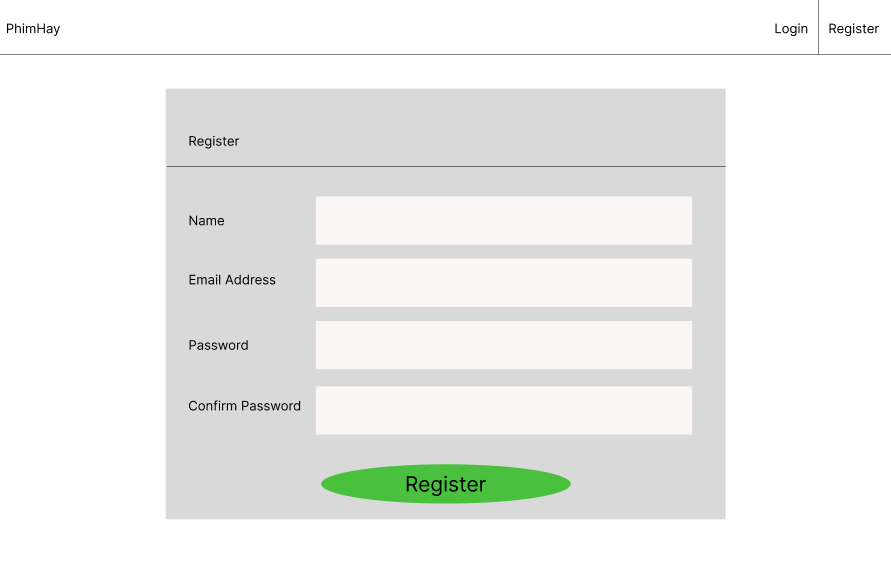 PhimHay
Login
Register
Register
Name
Email Address
Password
Confirm Password
Register